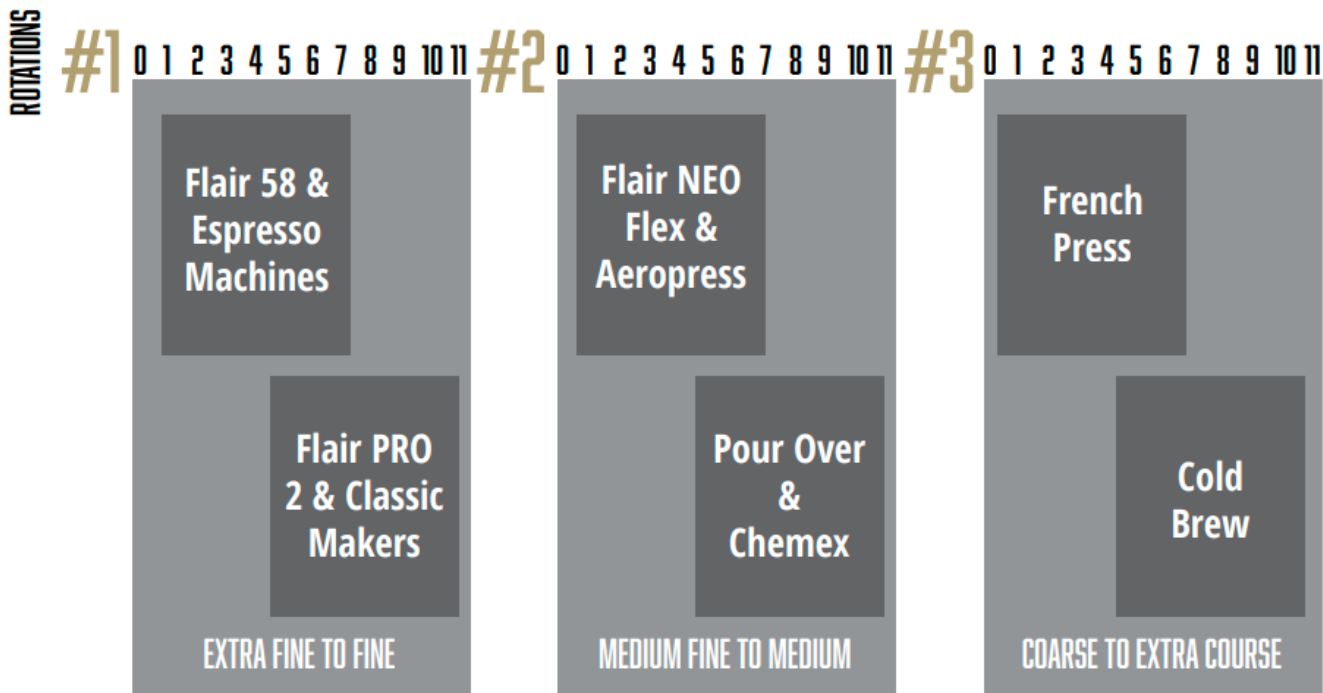 ROTATIONS
#1 0 1 2 3 4 5 6 7 8 9 10 11
#2 0 1 2 3 4 5 6 7 8 9 10 11
#3 0 1 2 3 4 5 6 7 8 9 10 11
Flair 58 &
Espresso
Machines
Flair PRO
2 & Classic
Makers
EXTRA FINE TO FINE
Flair NEO
Flex &
Aeropress
Pour Over
&
Chemex
MEDIUM FINE TO MEDIUM
French
Press
Cold
Brew
COARSE TO EXTRA COURSE